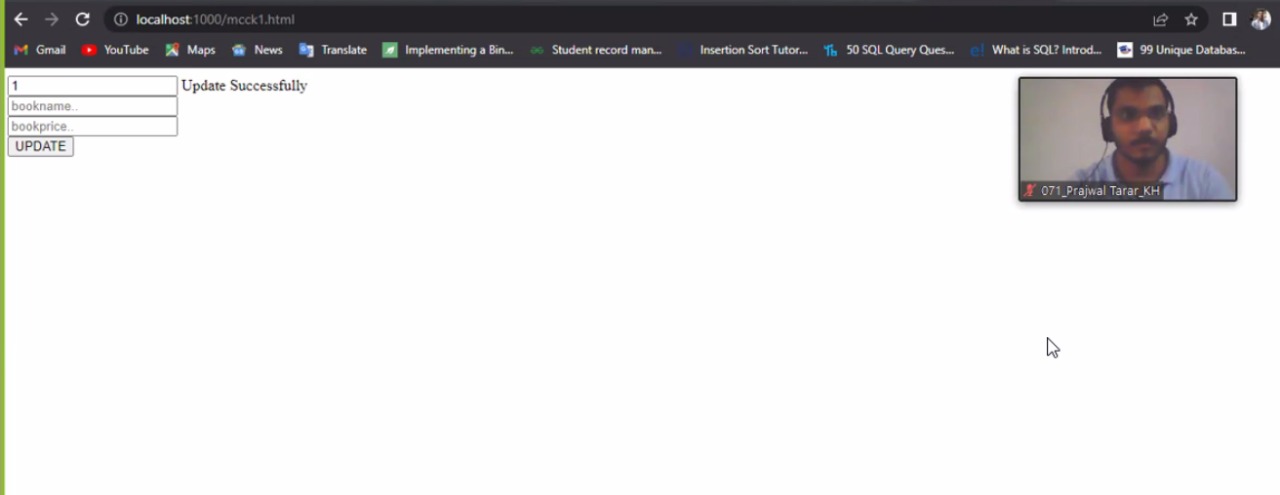 localhost:1000/mcck1.html
Gmail YouTube Maps News Translate Implementing a Bin... Student record man... Insertion Sort Tutor... 50 SQL Query Ques... What is SQL? Introd... 99 Unique Databas...
1 Update Successfully
bookname..
bookprice..
UPDATE
071_Prajwal Tarar_KH